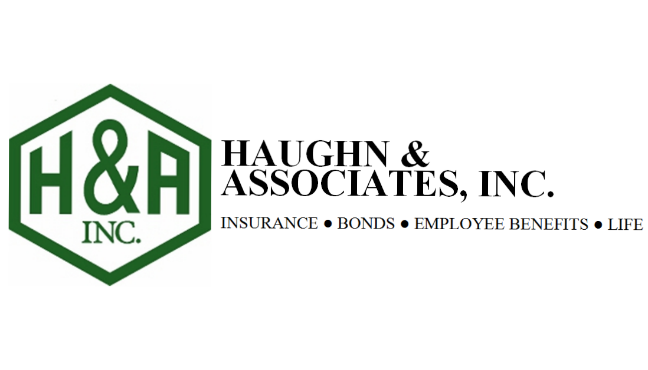 H&A
INC.
HAUGHN &
ASSOCIATES, INC.
INSURANCE ● BONDS ● EMPLOYEE BENEFITS ● LIFE